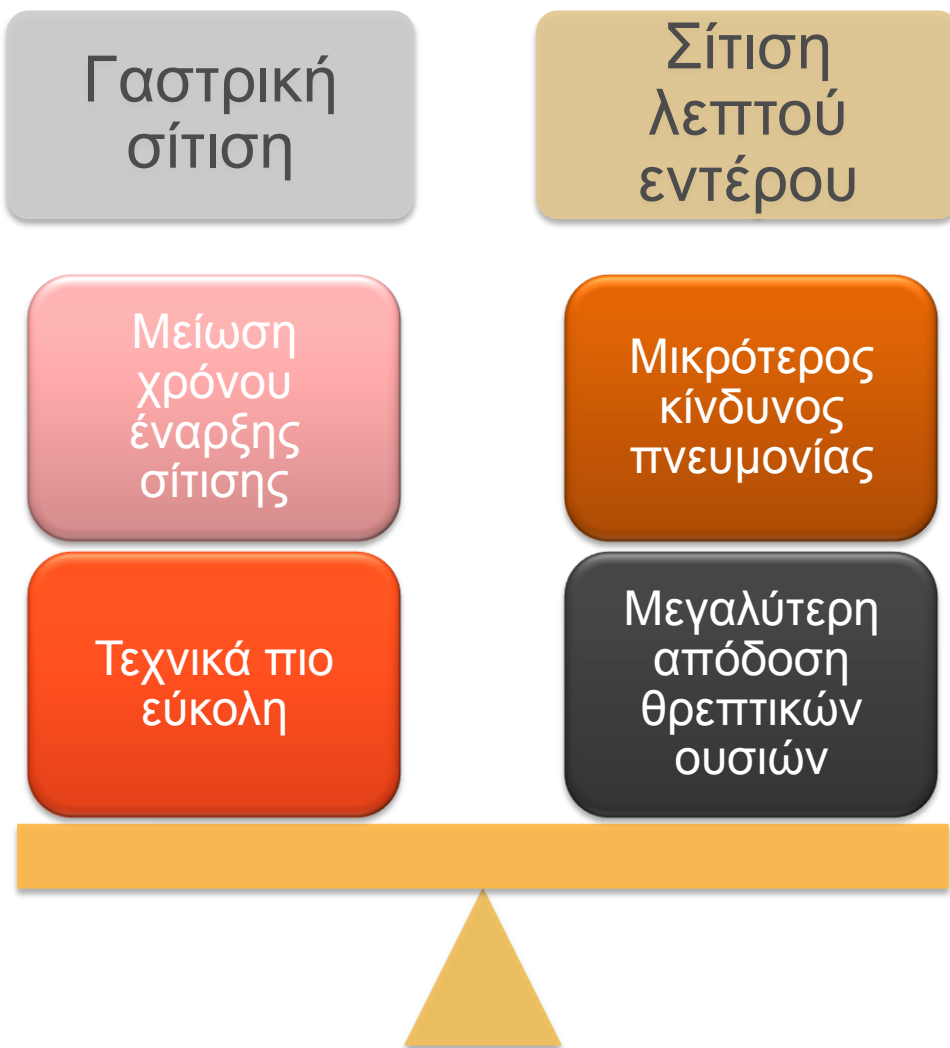 Γαστρική
σίτιση
Σίτιση
λεπτού
εντέρου
Μείωση
χρόνου
έναρξης
σίτισης
Μικρότερος
κίνδυνος
πνευμονίας
Τεχνικά πιο
εύκολη
Μεγαλύτερη
απόδοση
θρεπτικών
ουσιών